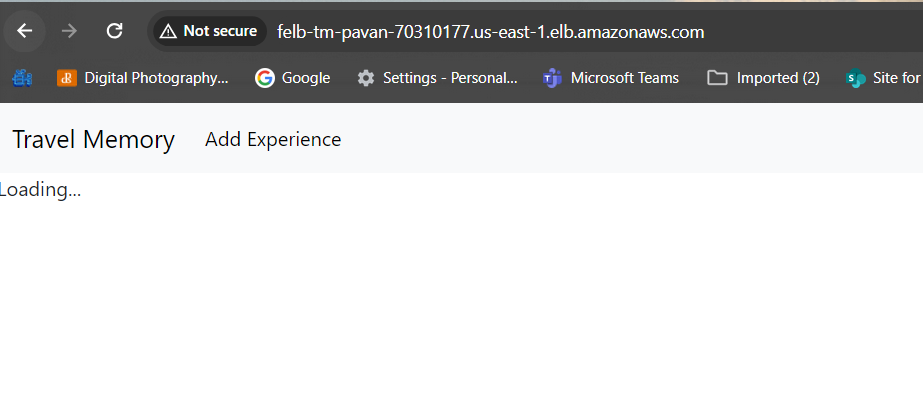 Not secure felb-tm-pavan-70310177.us-east-1.elb.amazonaws.com
Digital Photography... Google Settings - Personal... Microsoft Teams Imported (2) Site for
Travel Memory Add Experience
Loading...